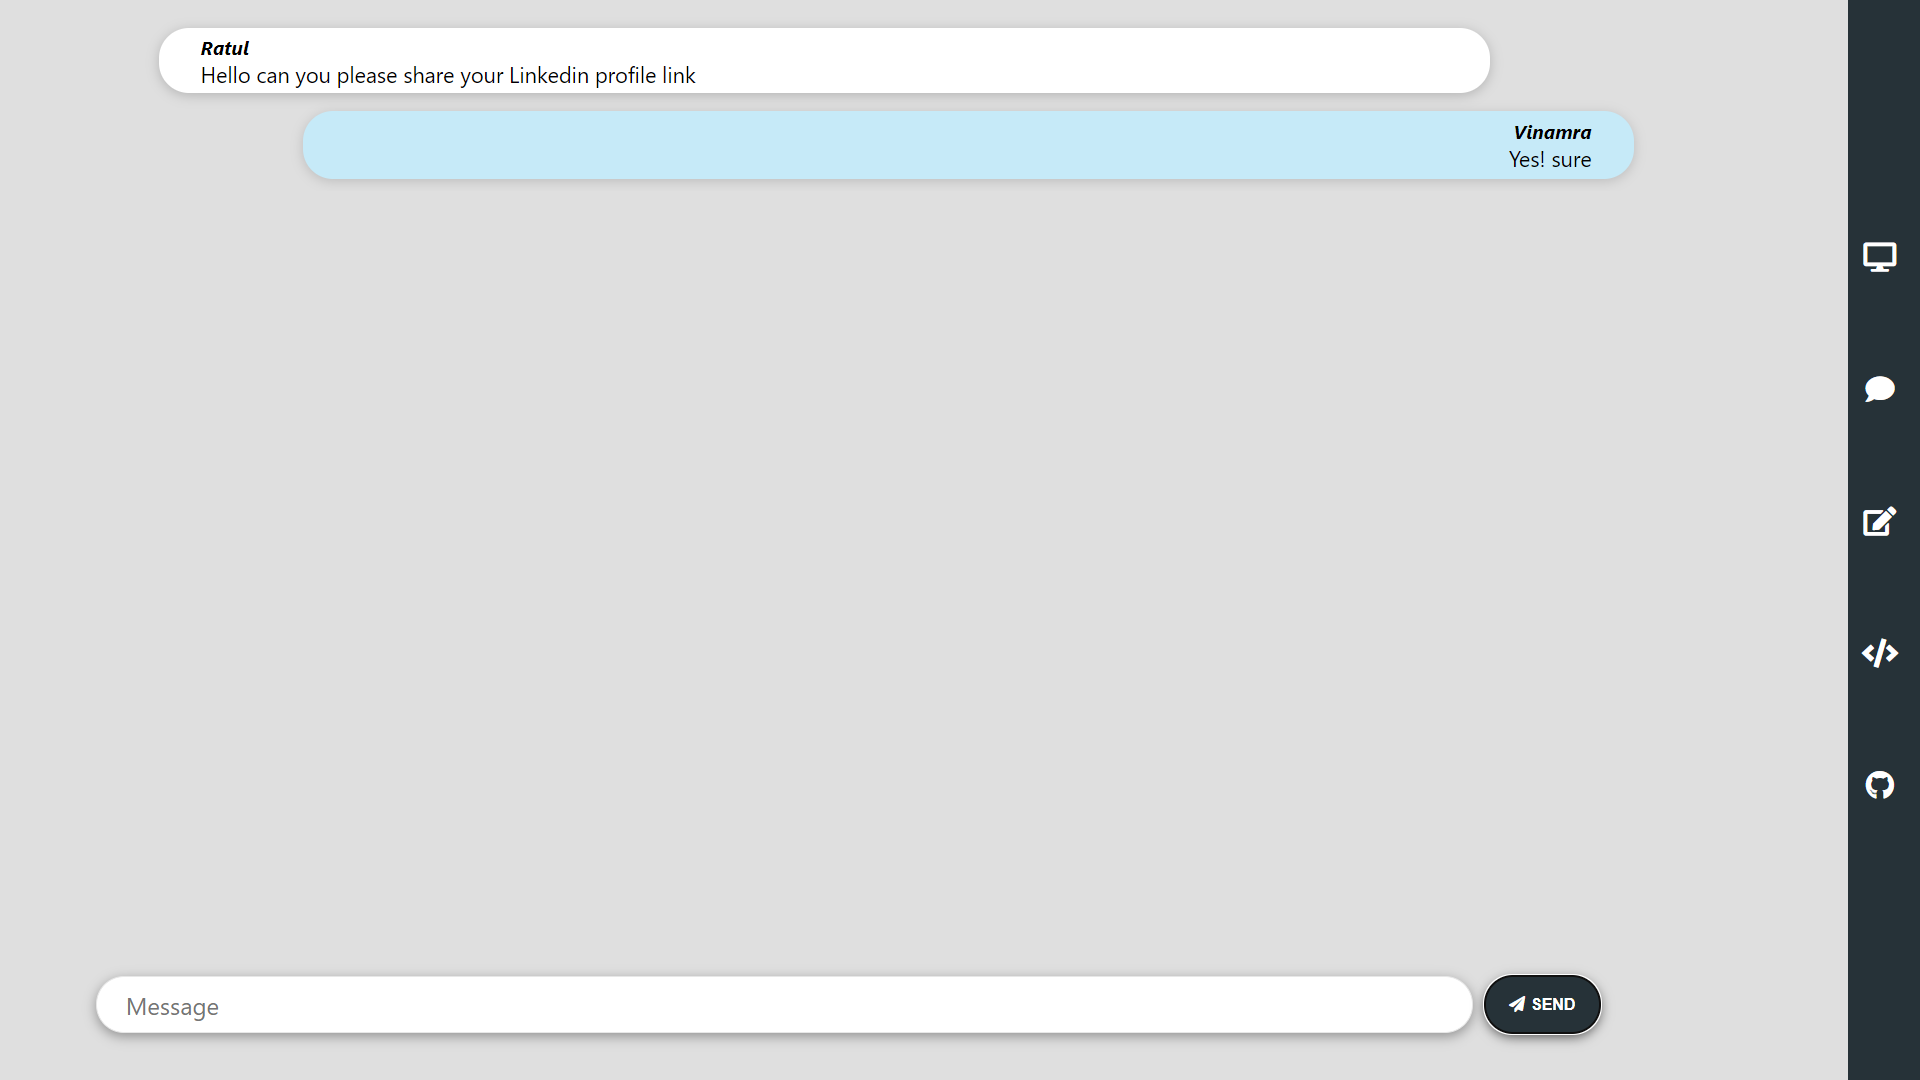 Ratul
Hello can you please share your Linkedin profile link
Vinamra
Yes! sure
Message
SEND